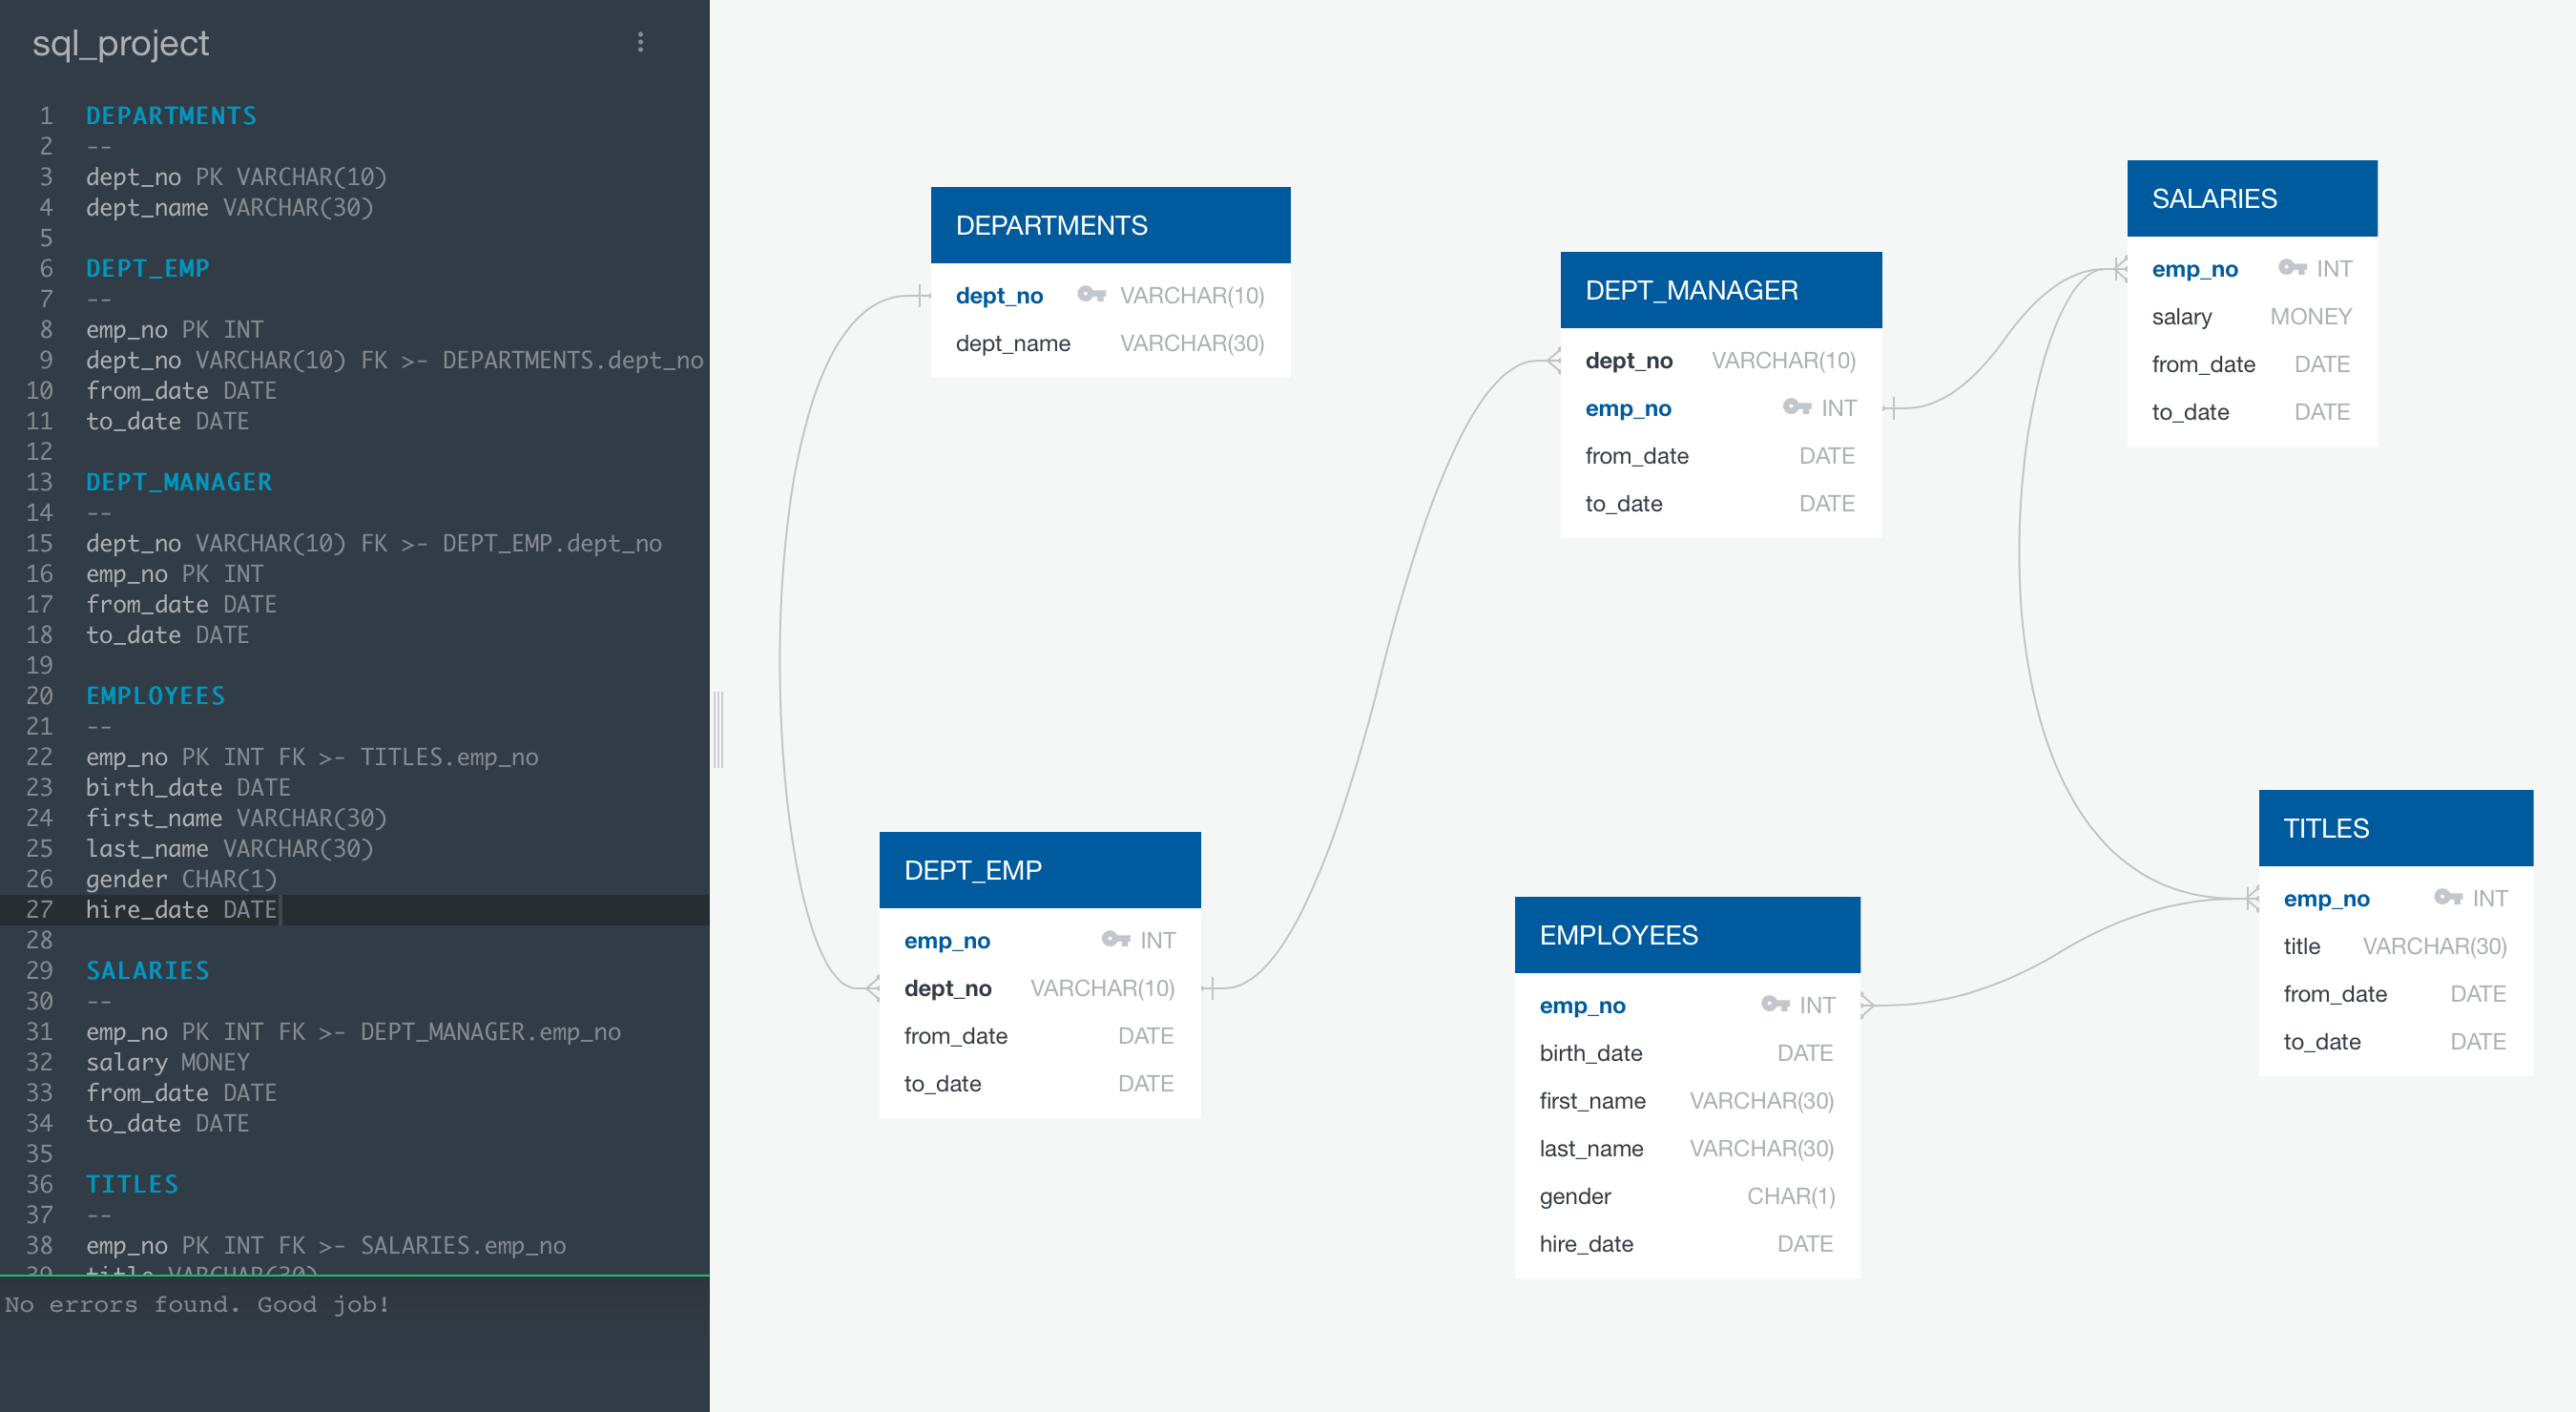 sql_project
1 DEPARTMENTS
2 --
3 dept_no PK VARCHAR(10)
4 dept_name VARCHAR(30)
5
6 DEPT_EMP
7 --
8 emp_no PK INT
9 dept_no VARCHAR(10) FK >- DEPARTMENTS.dept_no
10 from_date DATE
11 to_date DATE
12
13 DEPT_MANAGER
14 --
15 dept_no VARCHAR(10) FK >- DEPT_EMP.dept_no
16 emp_no PK INT
17 from_date DATE
18 to_date DATE
19
20 EMPLOYEES
21 --
22 emp_no PK INT FK >- TITLES.emp_no
23 birth_date DATE
24 first_name VARCHAR(30)
25 last_name VARCHAR(30)
26 gender CHAR(1)
27 hire_date DATE
28
29 SALARIES
30 --
31 emp_no PK INT FK >- DEPT_MANAGER.emp_no
32 salary MONEY
33 from_date DATE
34 to_date DATE
35
36 TITLES
37 --
38 emp_no PK INT FK >- SALARIES.emp_no
39 title VARCHAR(30)
No errors found. Good job!
DEPARTMENTS
dept_no VARCHAR(10)
dept_name VARCHAR(30)
DEPT_MANAGER
dept_no VARCHAR(10)
emp_no INT
from_date DATE
to_date DATE
SALARIES
emp_no INT
salary MONEY
from_date DATE
to_date DATE
DEPT_EMP
emp_no INT
dept_no VARCHAR(10)
from_date DATE
to_date DATE
EMPLOYEES
emp_no INT
birth_date DATE
first_name VARCHAR(30)
last_name VARCHAR(30)
gender CHAR(1)
hire_date DATE
TITLES
emp_no INT
title VARCHAR(30)
from_date DATE
to_date DATE